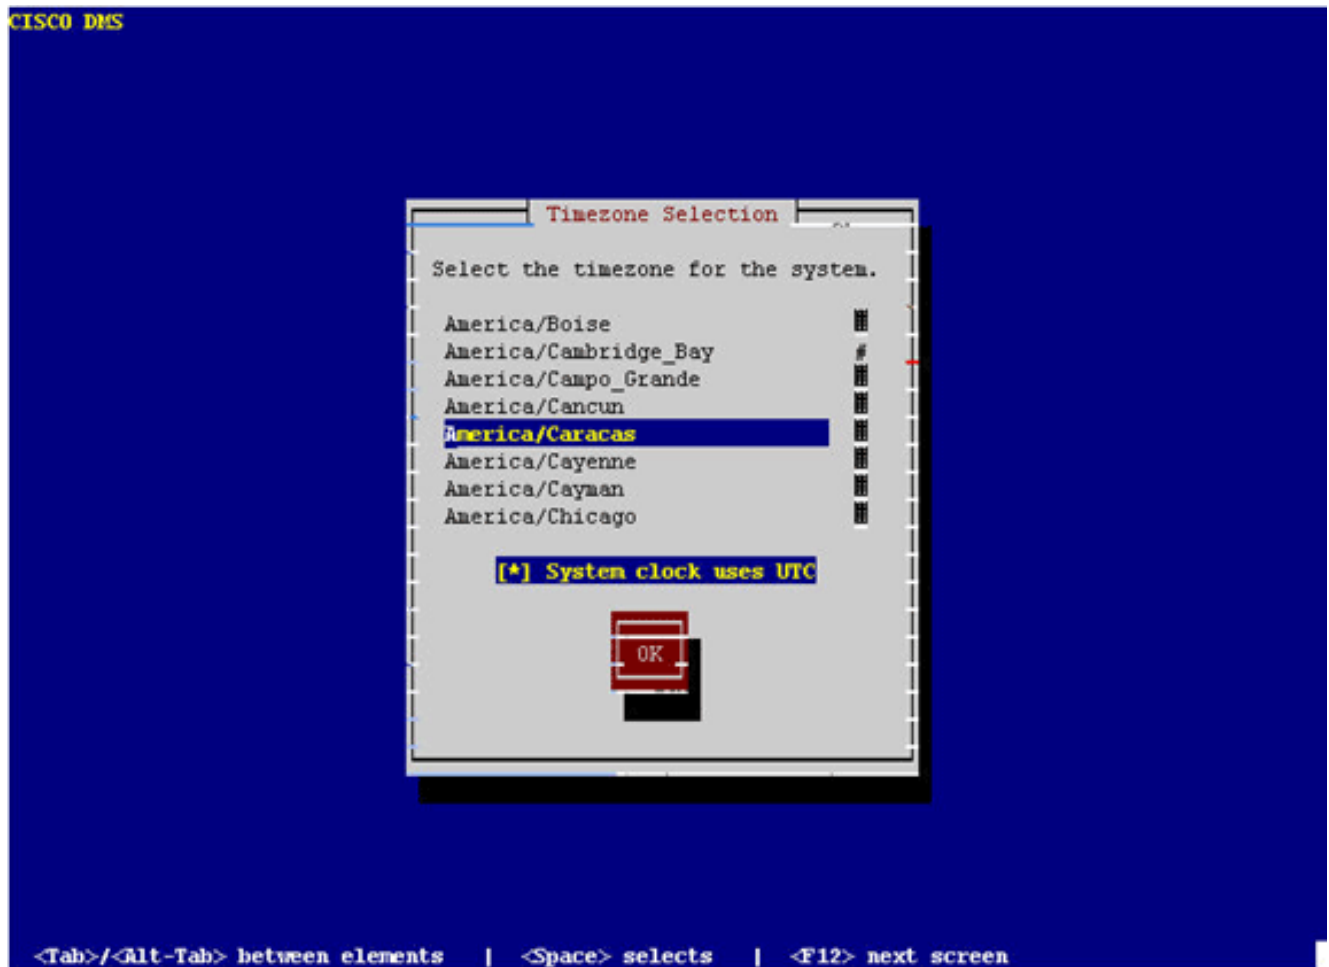 CISCO DMS
Timezone Selection
Select the timezone for the system.
America/Boise
America/Cambridge_Bay #
America/Campo_Grande
America/Cancun
America/Caracas
America/Cayenne
America/Cayman
America/Chicago
[*] System clock uses UTC
OK
<Tab>/<Alt-Tab> between elements | <Space> selects | <F12> next screen